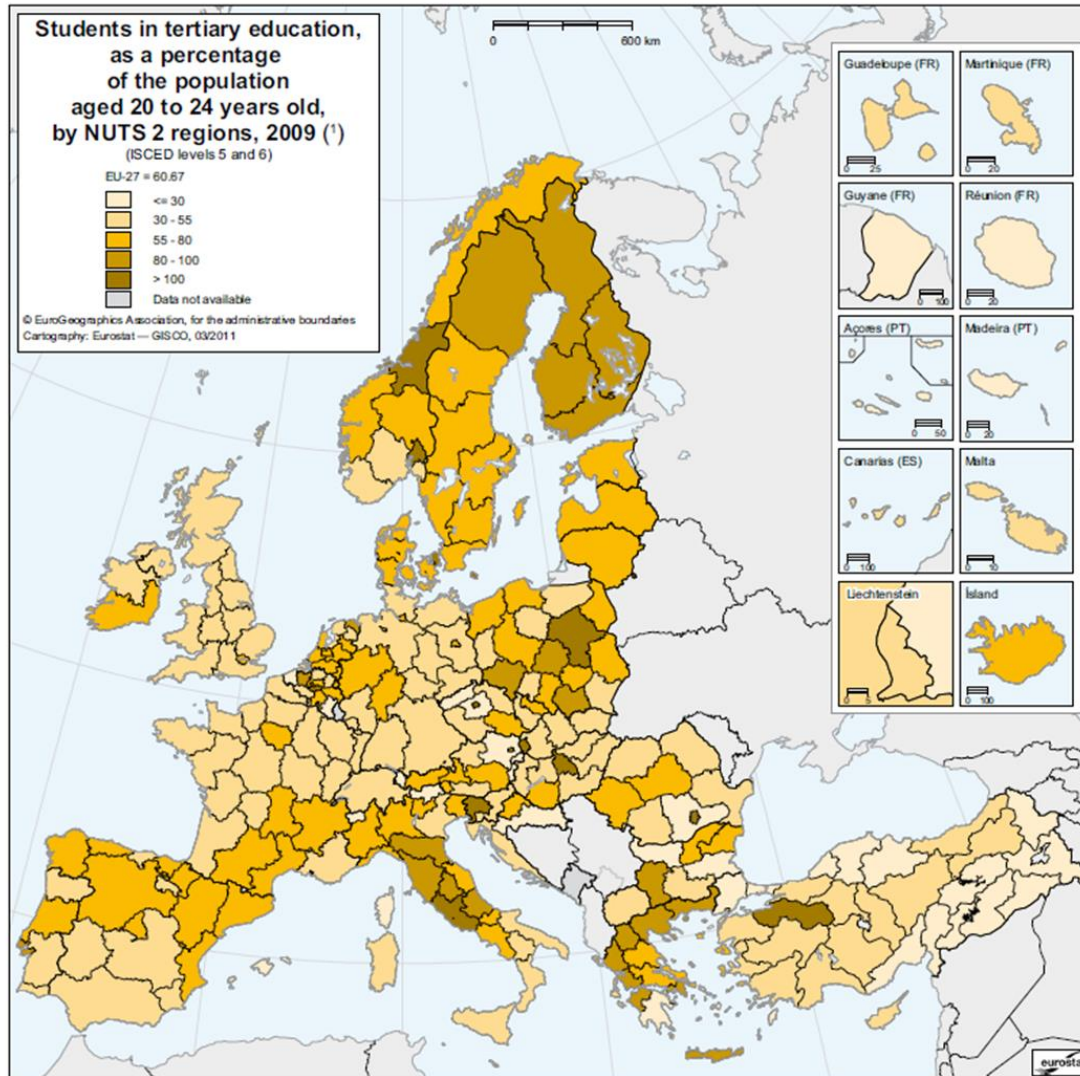 Students in tertiary education,
as a percentage
of the population
aged 20 to 24 years old,
by NUTS 2 regions, 2009 (¹)
(ISCED levels 5 and 6)
EU-27 = 60.67
<= 30
30 - 55
55 - 80
80 - 100
> 100
Data not available
© EuroGeographics Association, for the administrative boundaries
Cartography: Eurostat — GISCO, 03/2011
0 600 km
Guadeloupe (FR)
0 25
Martinique (FR)
0 20
Guyane (FR)
0 100
Réunion (FR)
0 20
Açores (PT)
0 50
Madeira (PT)
0 20
Canarias (ES)
0 100
Malta
0 10
Liechtenstein
0 5
Ísland
0 100
eurosta